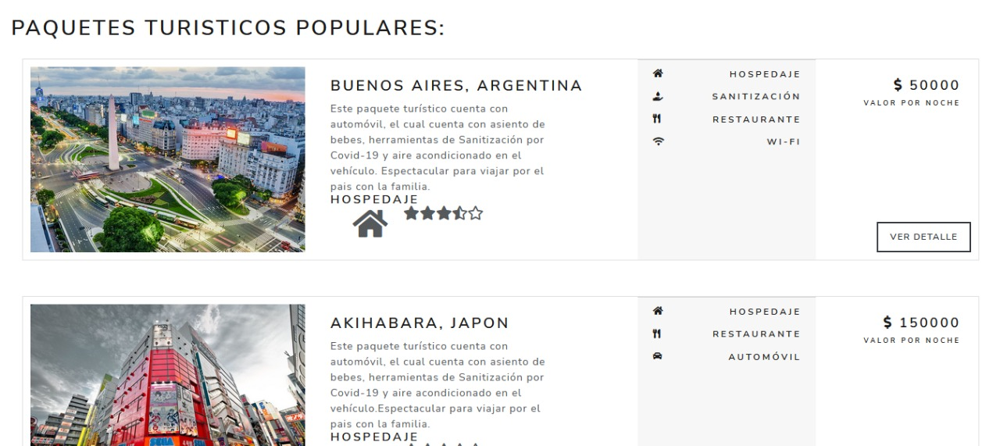 PAQUETES TURISTICOS POPULARES:
BUENOS AIRES, ARGENTINA
Este paquete turístico cuenta con
automóvil, el cual cuenta con asiento de
bebes, herramientas de Sanitización por
Covid-19 y aire acondicionado en el
vehículo. Espectacular para viajar por el
pais con la familia.
HOSPEDAJE
HOSPEDAJE
SANITIZACIÓN
RESTAURANTE
WI-FI
$ 50000
VALOR POR NOCHE
VER DETALLE
AKIHABARA, JAPON
Este paquete turístico cuenta con
automóvil, el cual cuenta con asiento de
bebes, herramientas de Sanitización por
Covid-19 y aire acondicionado en el
vehículo.Espectacular para viajar por el
pais con la familia.
HOSPEDAJE
HOSPEDAJE
RESTAURANTE
AUTOMÓVIL
$ 150000
VALOR POR NOCHE
SEGA